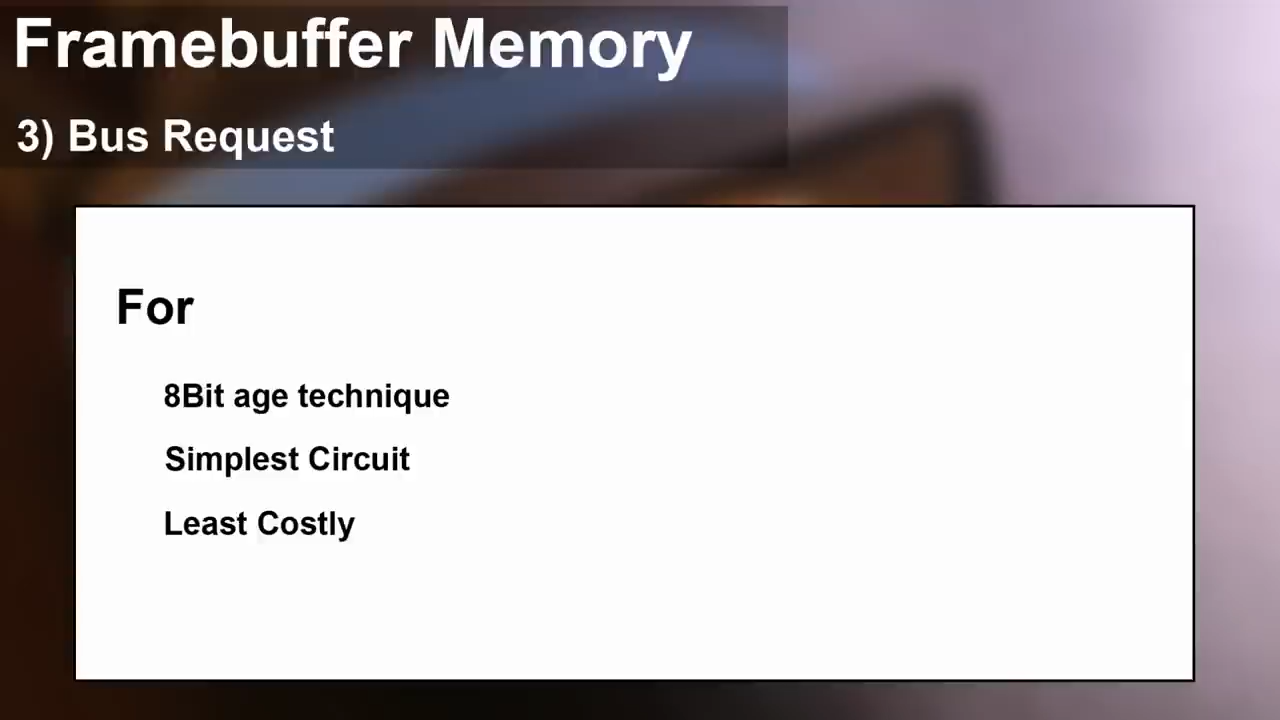 Framebuffer Memory
3) Bus Request
For
8Bit age technique
Simplest Circuit
Least Costly